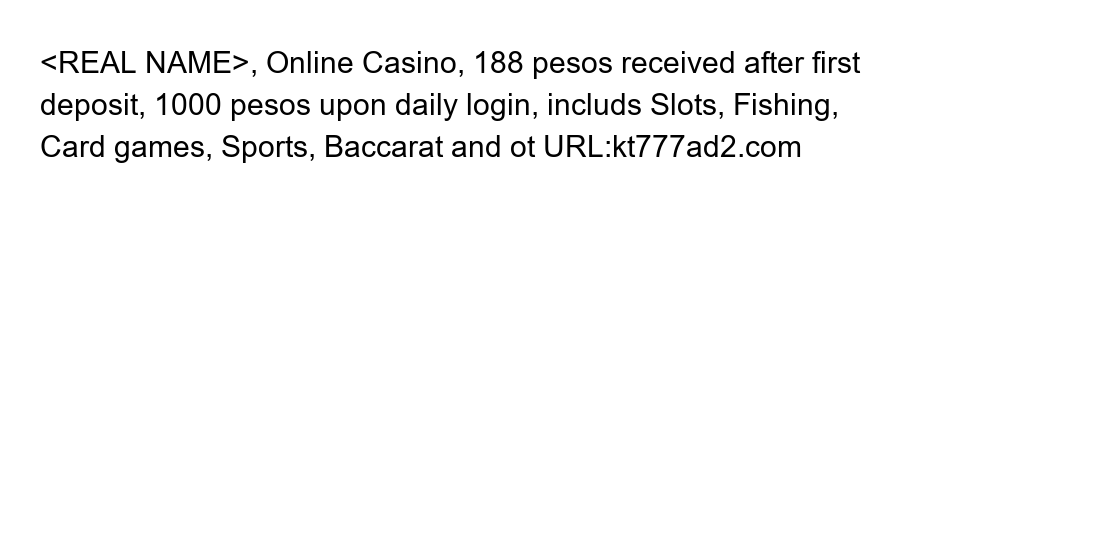 <REAL NAME>, Online Casino, 188 pesos received after first
deposit, 1000 pesos upon daily login, includs Slots, Fishing,
Card games, Sports, Baccarat and ot URL:kt777ad2.com